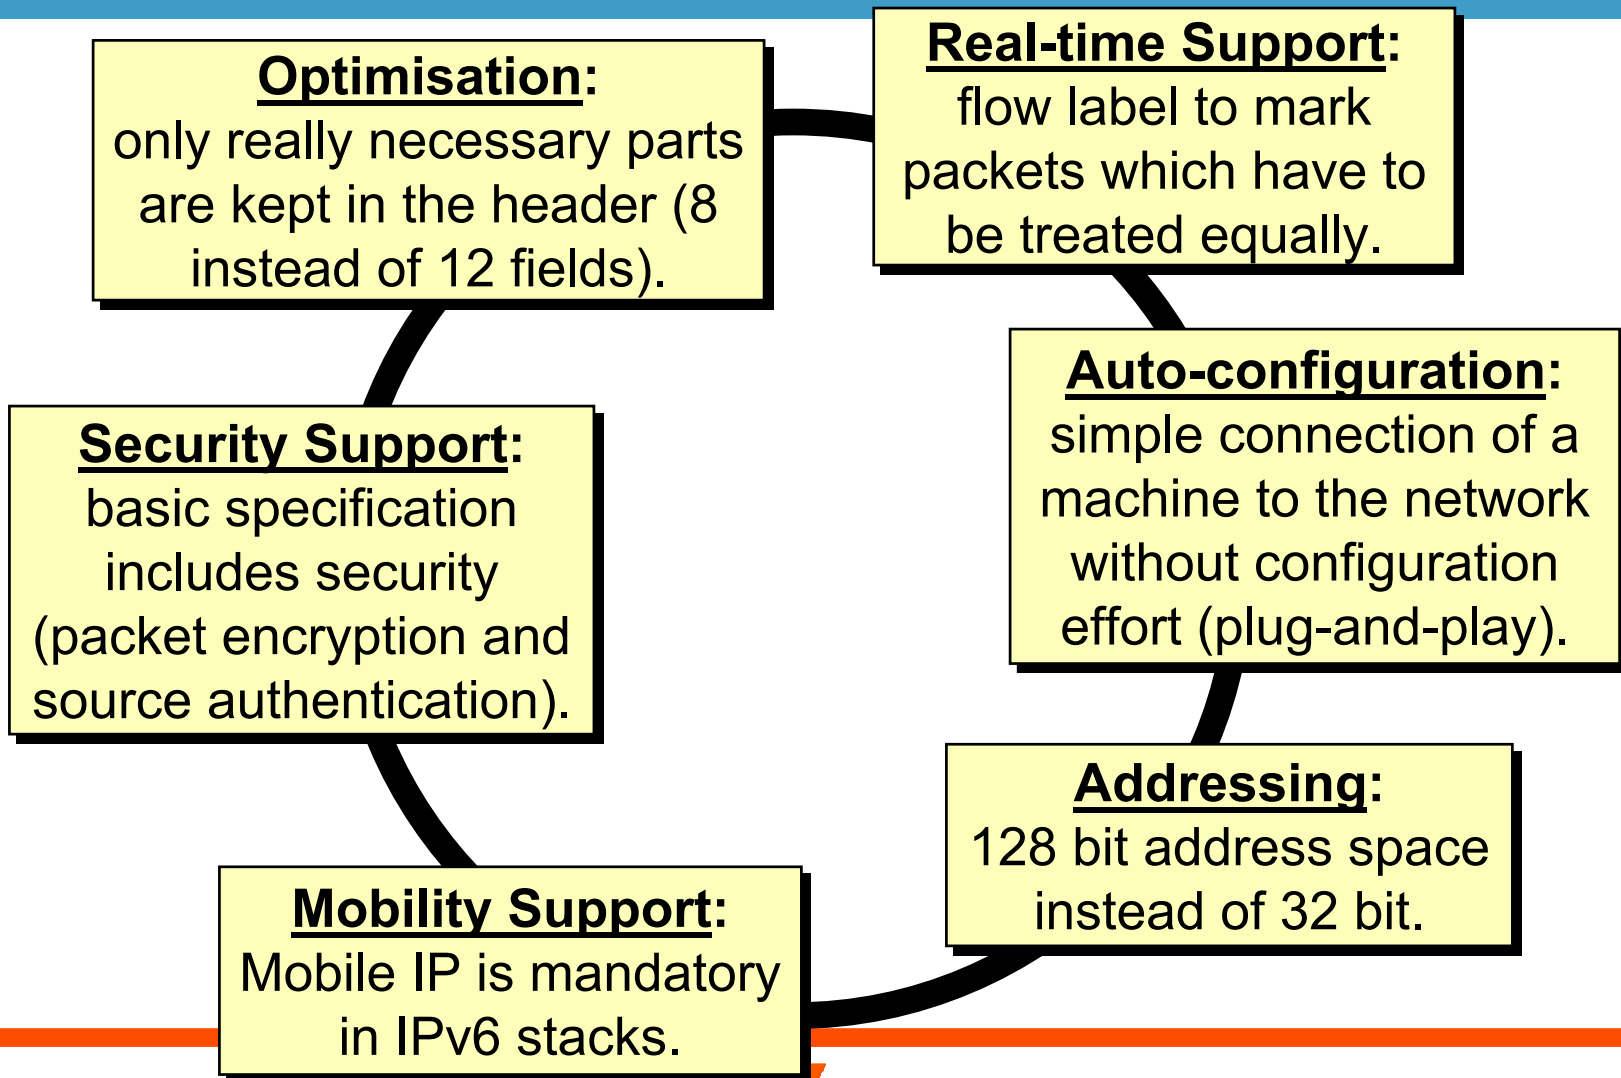 Optimisation:
only really necessary parts
are kept in the header (8
instead of 12 fields).
Real-time Support:
flow label to mark
packets which have to
be treated equally.
Auto-configuration:
simple connection of a
machine to the network
without configuration
effort (plug-and-play).
Security Support:
basic specification
includes security
(packet encryption and
source authentication).
Addressing:
128 bit address space
instead of 32 bit.
Mobility Support:
Mobile IP is mandatory
in IPv6 stacks.